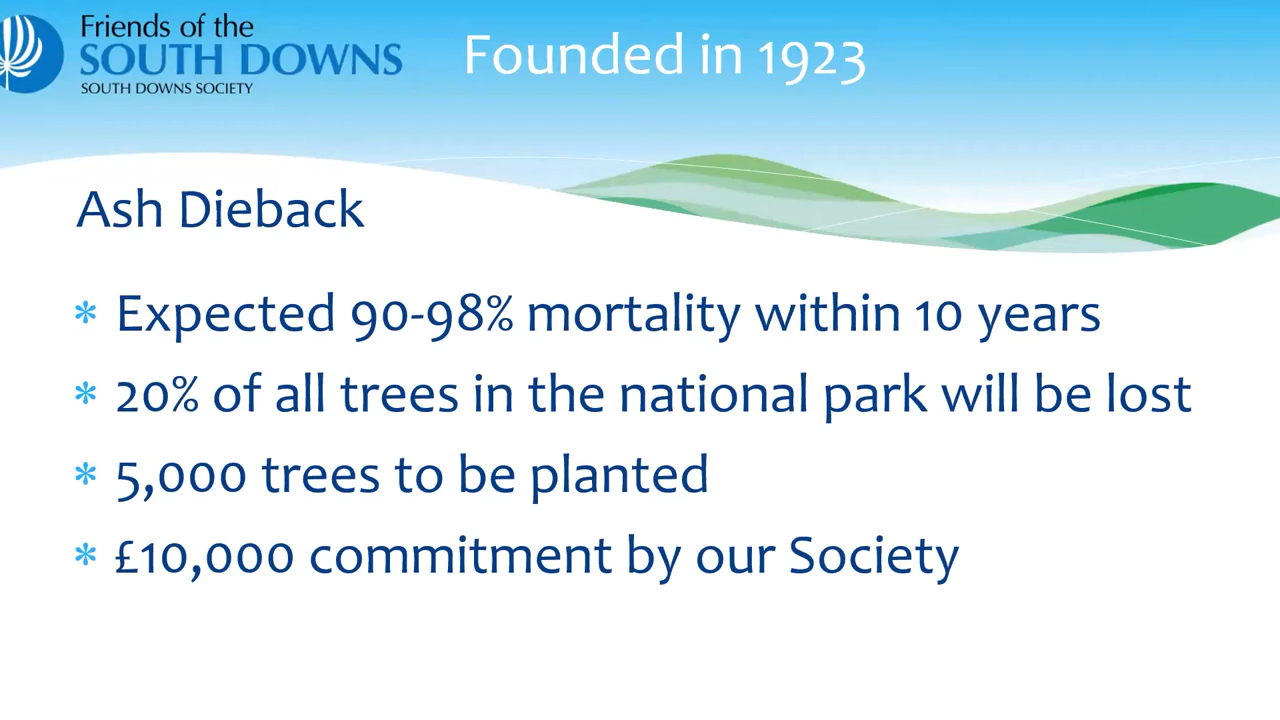 Friends of the
SOUTH DOWNS
SOUTH DOWNS SOCIETY
Founded in 1923
Ash Dieback
* Expected 90-98% mortality within 10 years
* 20% of all trees in the national park will be lost
* 5,000 trees to be planted
* £10,000 commitment by our Society